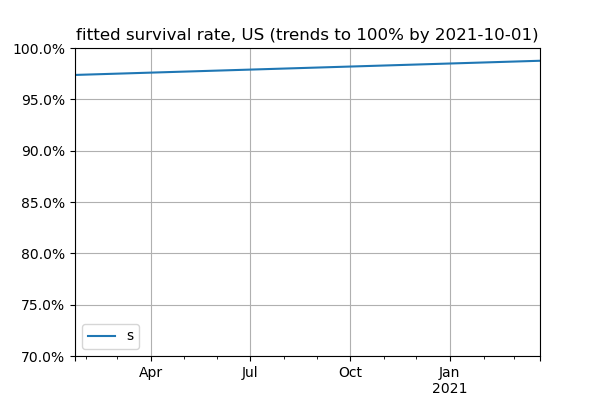 fitted survival rate, US (trends to 100% by 2021-10-01)
100.0%
95.0%
90.0%
85.0%
80.0%
75.0%
70.0%
s
Apr Jul Oct Jan
2021